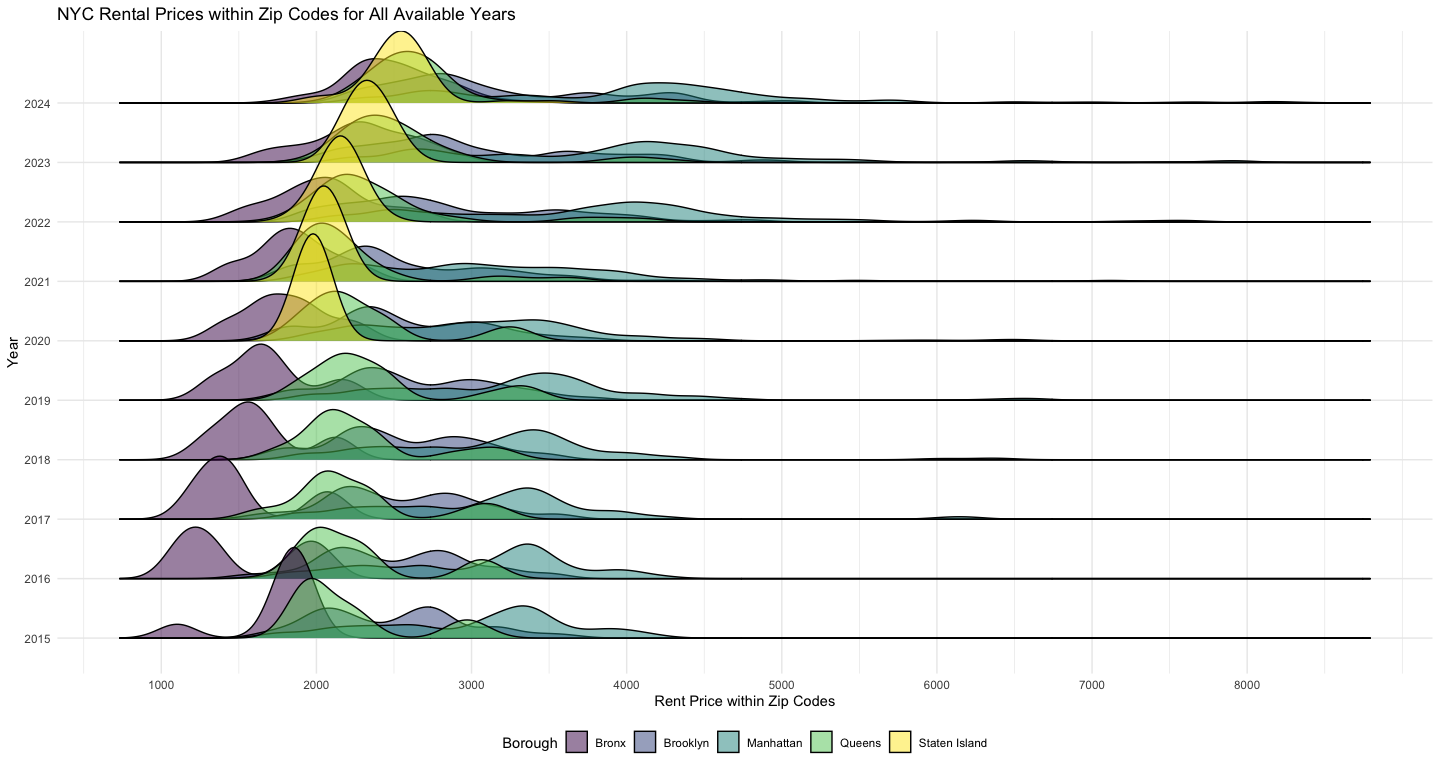 NYC Rental Prices within Zip Codes for All Available Years
Year
2024
2023
2022
2021
2020
2019
2018
2017
2016
2015
1000 2000 3000 4000 5000 6000 7000 8000
Rent Price within Zip Codes
Borough Bronx Brooklyn Manhattan Queens Staten Island